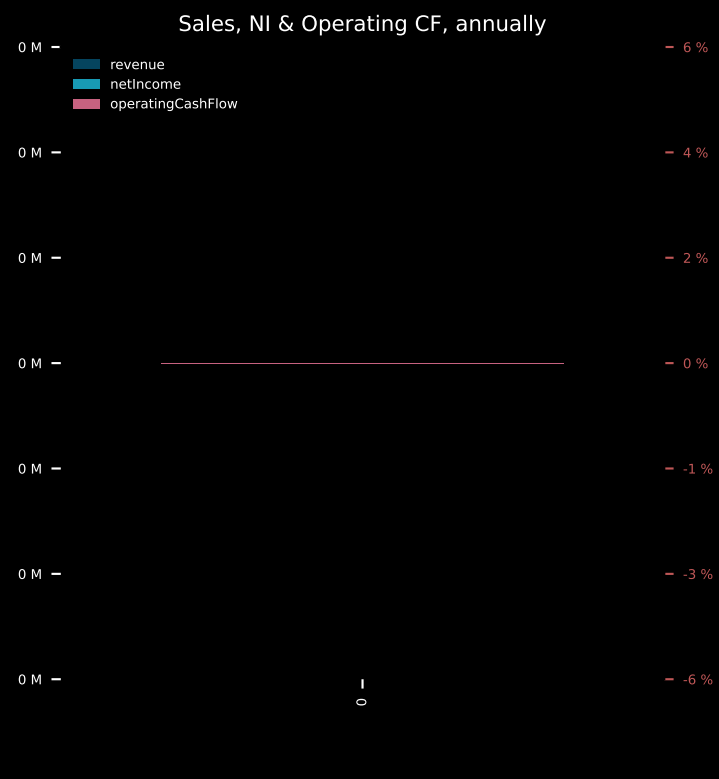 Sales, NI & Operating CF, annually
0 M
6 %
revenue
netIncome
operatingCashFlow
0 M
4 %
0 M
2 %
0 M
0 %
0 M
-1 %
0 M
-3 %
0 M
-6 %
0